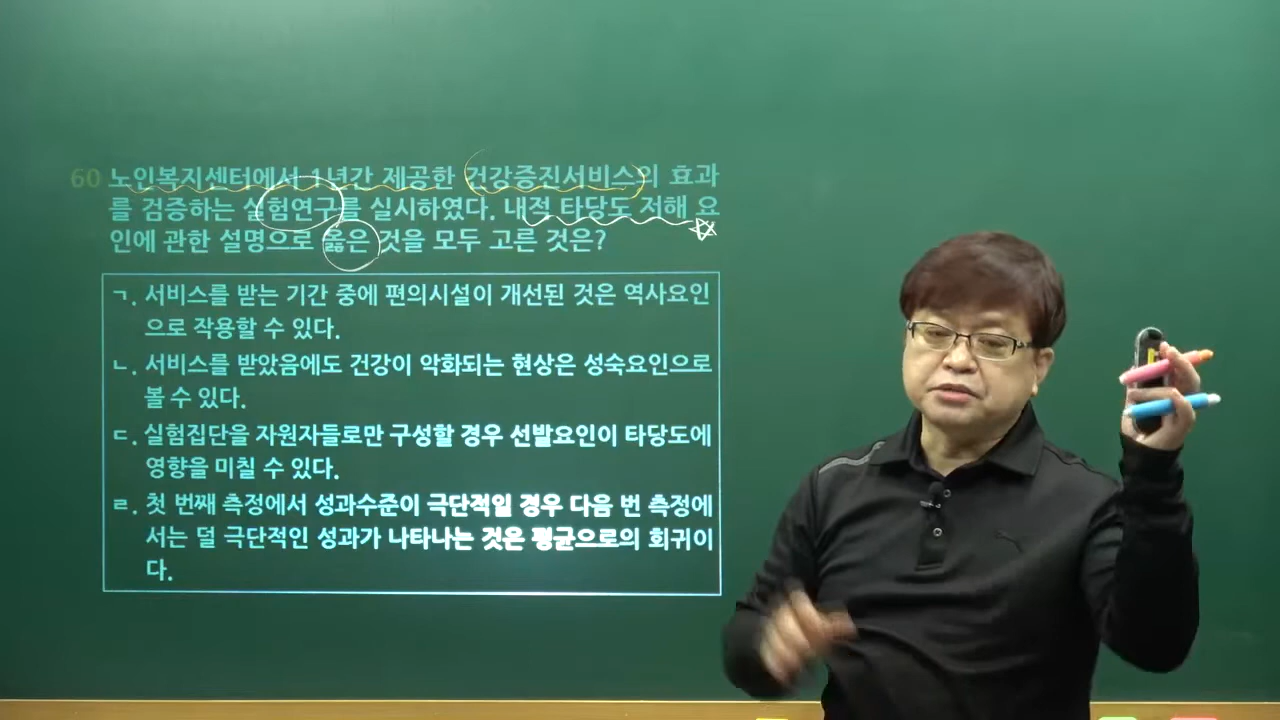 60 노인복지센터에서 1년간 제공한 건강증진서비스의 효과
를 검증하는 실험연구를 실시하였다. 내적 타당도 저해 요
인에 관한 설명으로 옳은 것을 모두 고른 것은?
ㄱ. 서비스를 받는 기간 중에 편의시설이 개선된 것은 역사요인
으로 작용할 수 있다.
ㄴ. 서비스를 받았음에도 건강이 악화되는 현상은 성숙요인으로
볼 수 있다.
ㄷ. 실험집단을 자원자들로만 구성할 경우 선발요인이 타당도에
영향을 미칠 수 있다.
ㄹ. 첫 번째 측정에서 성과수준이 극단적일 경우 다음 번 측정에
서는 덜 극단적인 성과가 나타나는 것은 평균으로의 회귀이
다.